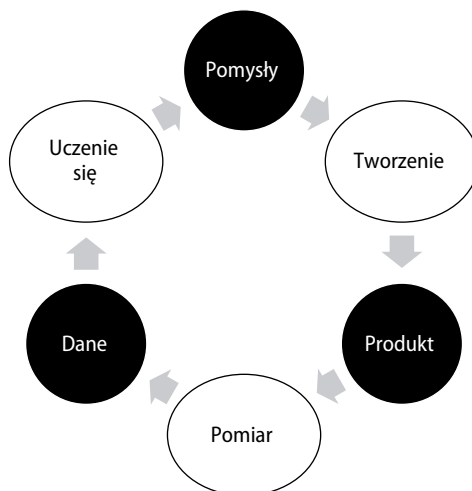 Pomysły
Tworzenie
Produkt
Pomiar
Dane
Uczenie
się